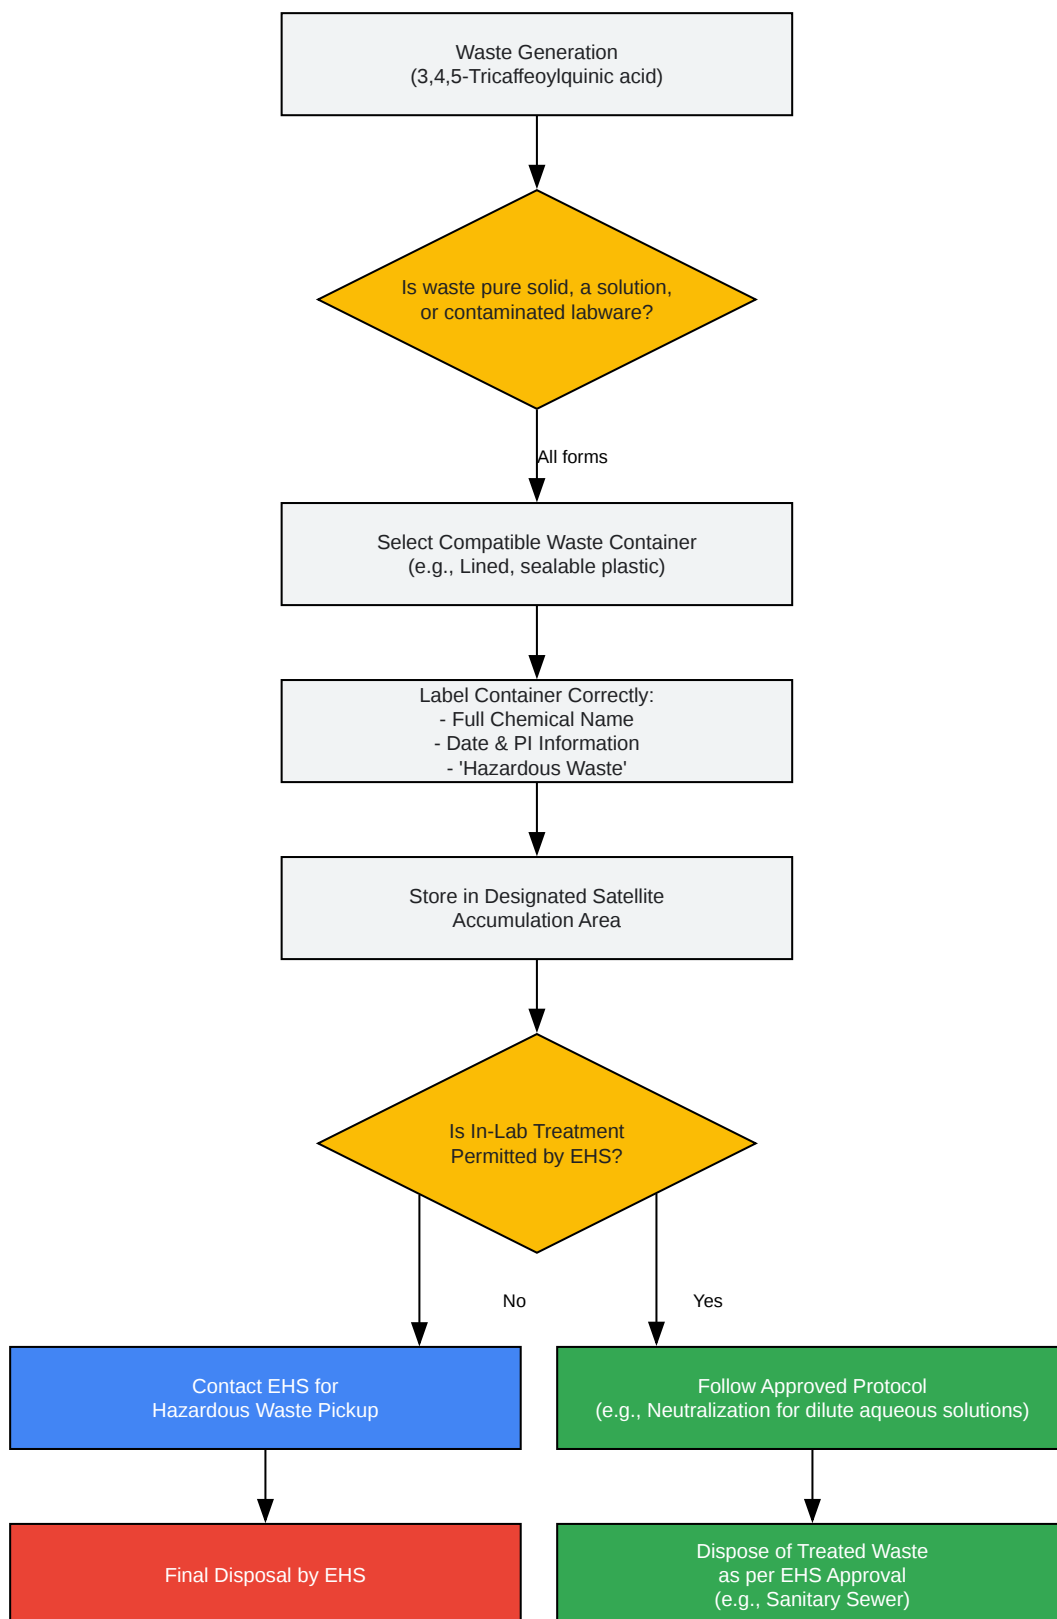 Waste Generation
(3,4,5-Tricaffeoylquinic acid)
Is waste pure solid, a solution,
or contaminated labware?
All forms
Select Compatible Waste Container
(e.g., Lined, sealable plastic)
Label Container Correctly:
- Full Chemical Name
- Date & PI Information
- 'Hazardous Waste'
Store in Designated Satellite
Accumulation Area
Is In-Lab Treatment
Permitted by EHS?
No
Yes
Contact EHS for
Hazardous Waste Pickup
Follow Approved Protocol
(e.g., Neutralization for dilute aqueous solutions)
Final Disposal by EHS
Dispose of Treated Waste
as per EHS Approval
(e.g., Sanitary Sewer)